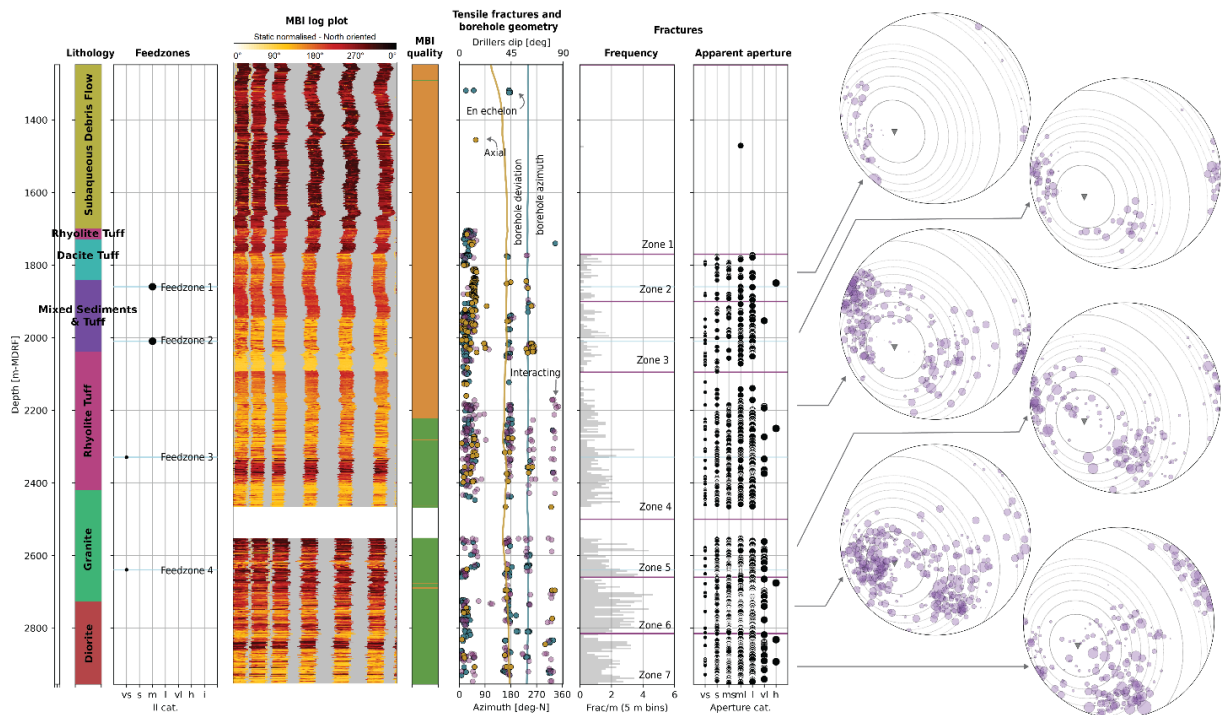 MBI log plot
Static normalised - North oriented
0° 90° 180° 270° 0°
Tensile fractures and
borehole geometry
Drillers dip [deg]
0 45 90
Fractures
Lithology
Feedzones
MBI
quality
Frequency
Apparent aperture
Depth [m-MDRF]
1400
1600
1800
2000
2200
2400
2600
2800
Subaqueous Debris Flow
Rhyolite Tuff
Dacite Tuff
Mixed Sediments
& Tuff
Rhyolite Tuff
Granite
Diorite
Feedzone 1
Feedzone 2
Feedzone 3
Feedzone 4
En echelon
Axial
borehole deviation
borehole azimuth
Interacting
Zone 1
Zone 2
Zone 3
Zone 4
Zone 5
Zone 6
Zone 7
vs s m l vl h i
II cat.
0 90 180 270 360
Azimuth [deg-N]
0 2 4 6
Frac/m (5 m bins)
vs s ms ml l vl h
Aperture cat.